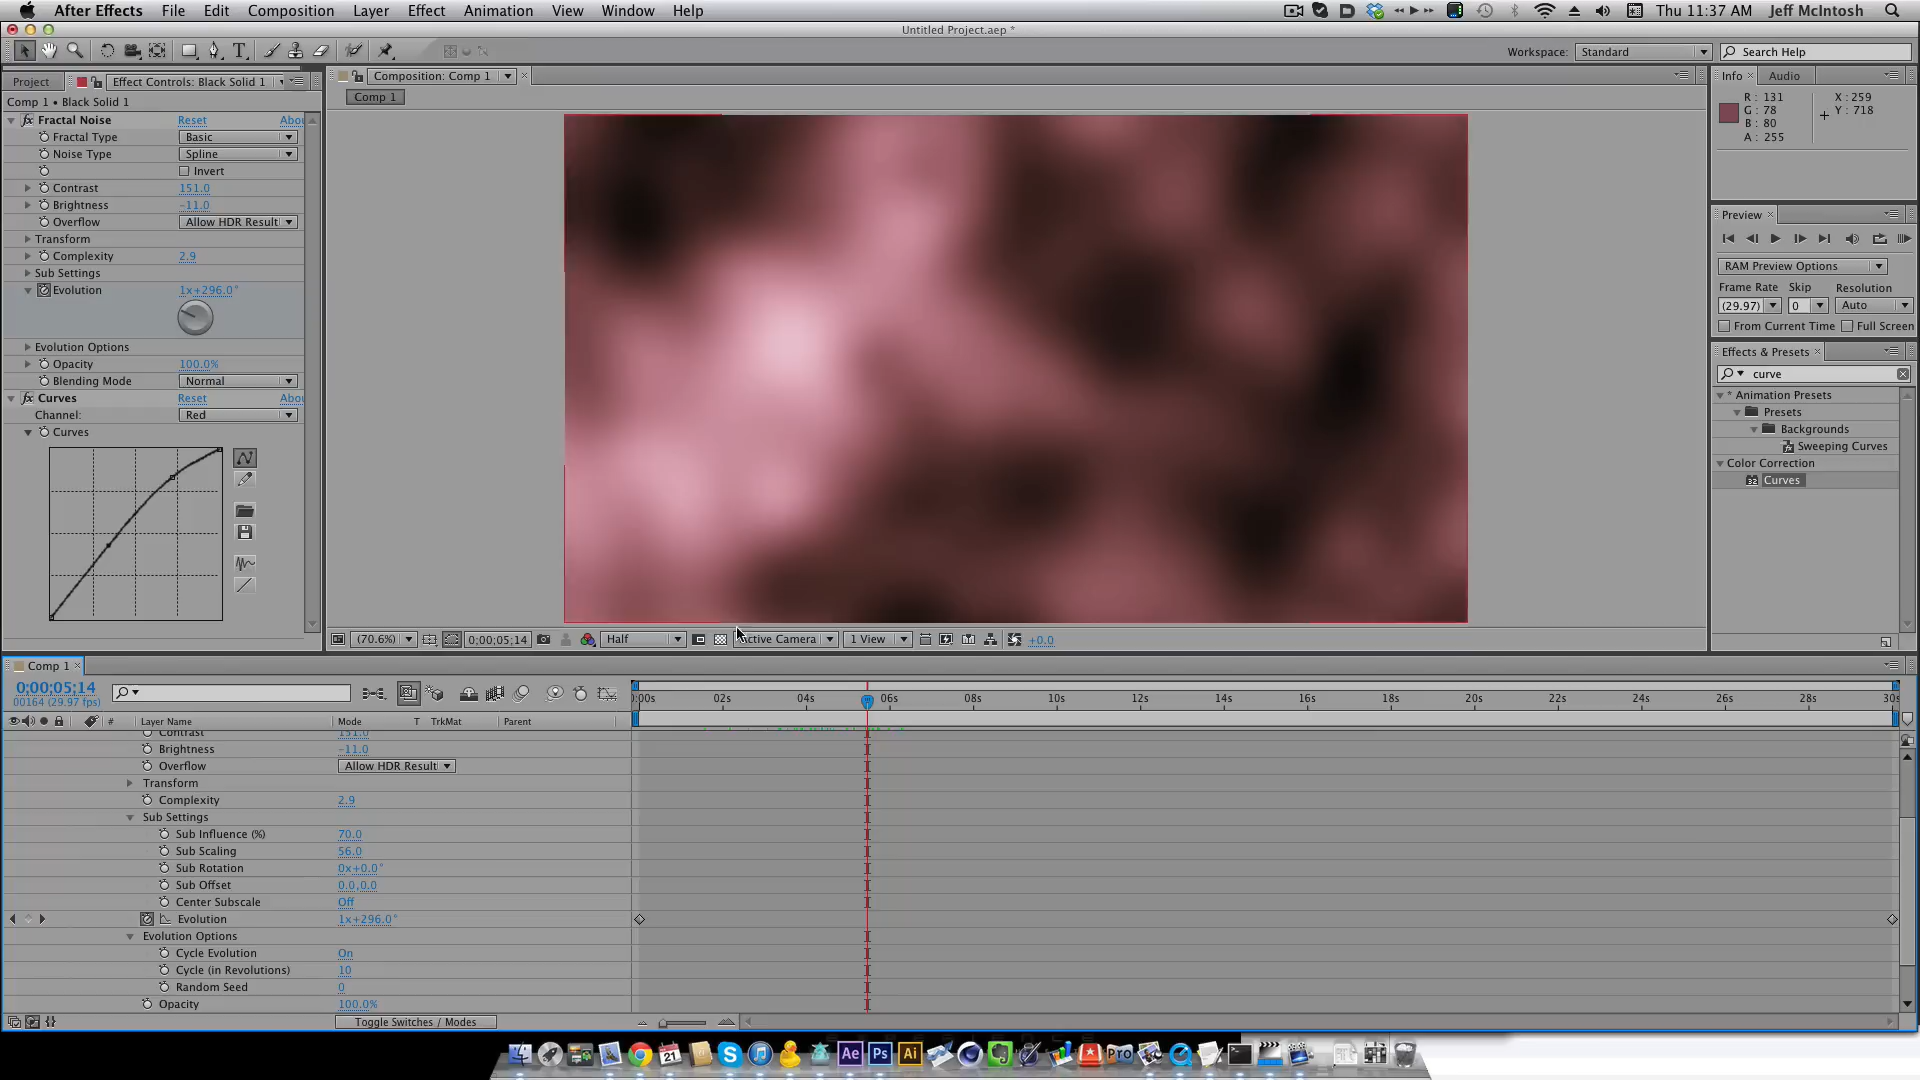 After Effects File Edit Composition Layer Effect Animation View Window Help Thu 11:37 AM Jeff McIntosh
Untitled Project.aep *
Workspace: Standard Search Help
Project Effect Controls: Black Solid 1
Composition: Comp 1
Info Audio
Comp 1 • Black Solid 1
Comp 1
R : 131
G : 78
B : 80
A : 255
X : 259
Y : 718
Fractal Noise Reset Abou
Fractal Type Basic
Noise Type Spline
Invert
Contrast 151.0
Brightness -11.0
Overflow Allow HDR Result
Transform
Complexity 2.9
Sub Settings
Evolution 1x+296.0°
Evolution Options
Opacity 100.0%
Blending Mode Normal
Curves Reset Abou
Channel: Red
Curves
Preview
RAM Preview Options
Frame Rate Skip Resolution
(29.97) 0 Auto
From Current Time Full Screen
Effects & Presets
curve
* Animation Presets
Presets
Backgrounds
Sweeping Curves
Color Correction
32 Curves
(70.6%) 0;00;05;14 Half Active Camera 1 View +0.0
Comp 1
0;00;05;14
00164 (29.97 fps)
:00s 02s 04s 06s 08s 10s 12s 14s 16s 18s 20s 22s 24s 26s 28s 30s
# Layer Name Mode T TrkMat Parent
Contrast 151.0
Brightness -11.0
Overflow Allow HDR Result
Transform
Complexity 2.9
Sub Settings
Sub Influence (%) 70.0
Sub Scaling 56.0
Sub Rotation 0x+0.0°
Sub Offset 0.0,0.0
Center Subscale Off
Evolution 1x+296.0°
Evolution Options
Cycle Evolution On
Cycle (in Revolutions) 10
Random Seed 0
Opacity 100.0%
Toggle Switches / Modes
21 Ae Ps Ai Pro